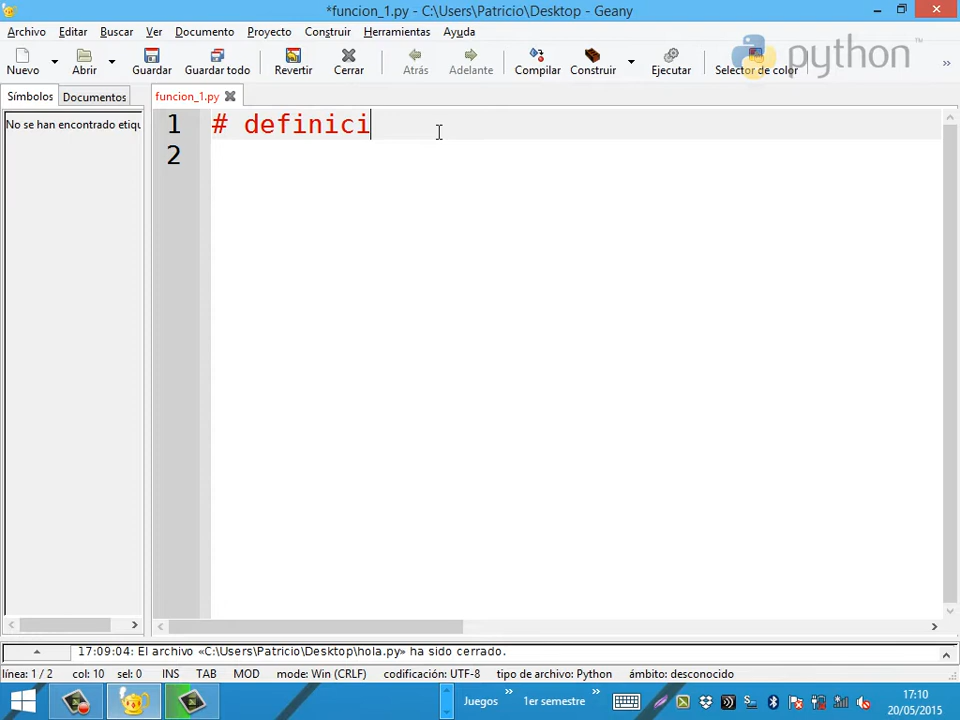 *funcion_1.py - C:\Users\Patricio\Desktop - Geany
Archivo Editar Buscar Ver Documento Proyecto Construir Herramientas Ayuda
Nuevo Abrir Guardar Guardar todo Revertir Cerrar Atrás Adelante Compilar Construir Ejecutar Selector de color »
python™
Símbolos Documentos funcion_1.py
No se han encontrado etiqu
1 # definici
2
17:09:04: El archivo «C:\Users\Patricio\Desktop\hola.py» ha sido cerrado.
línea: 1 / 2 col: 10 sel: 0 INS TAB MOD modo: Win (CRLF) codificación: UTF-8 tipo de archivo: Python ámbito: desconocido
Juegos » 1er semestre » 17:10
20/05/2015